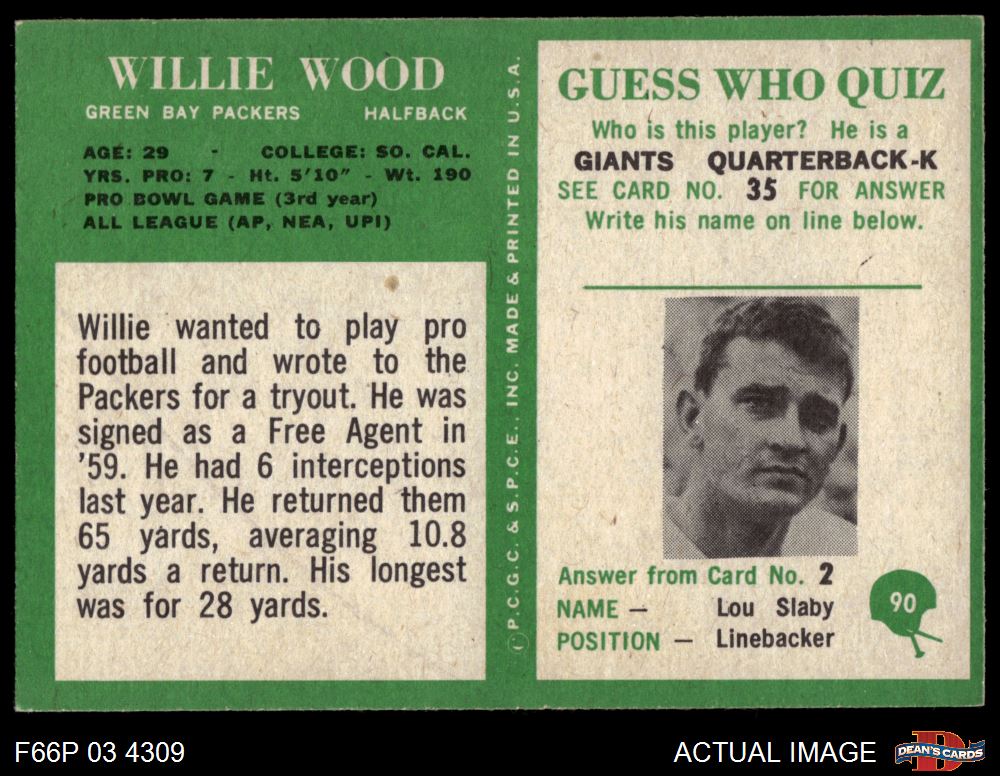 WILLIE WOOD
GREEN BAY PACKERS HALFBACK
AGE: 29 - COLLEGE: SO. CAL.
YRS. PRO: 7 - Ht. 5'10" - Wt. 190
PRO BOWL GAME (3rd year)
ALL LEAGUE (AP, NEA, UPI)
Willie wanted to play pro
football and wrote to the
Packers for a tryout. He was
signed as a Free Agent in
'59. He had 6 interceptions
last year. He returned them
65 yards, averaging 10.8
yards a return. His longest
was for 28 yards.
© P.C.G.C. & S.P.C.E., INC. MADE & PRINTED IN U.S.A.
GUESS WHO QUIZ
Who is this player? He is a
GIANTS QUARTERBACK-K
SEE CARD NO. 35 FOR ANSWER
Write his name on line below.
Answer from Card No. 2
NAME — Lou Slaby
POSITION — Linebacker
90
F66P 03 4309
ACTUAL IMAGE
DEAN'S CARDS